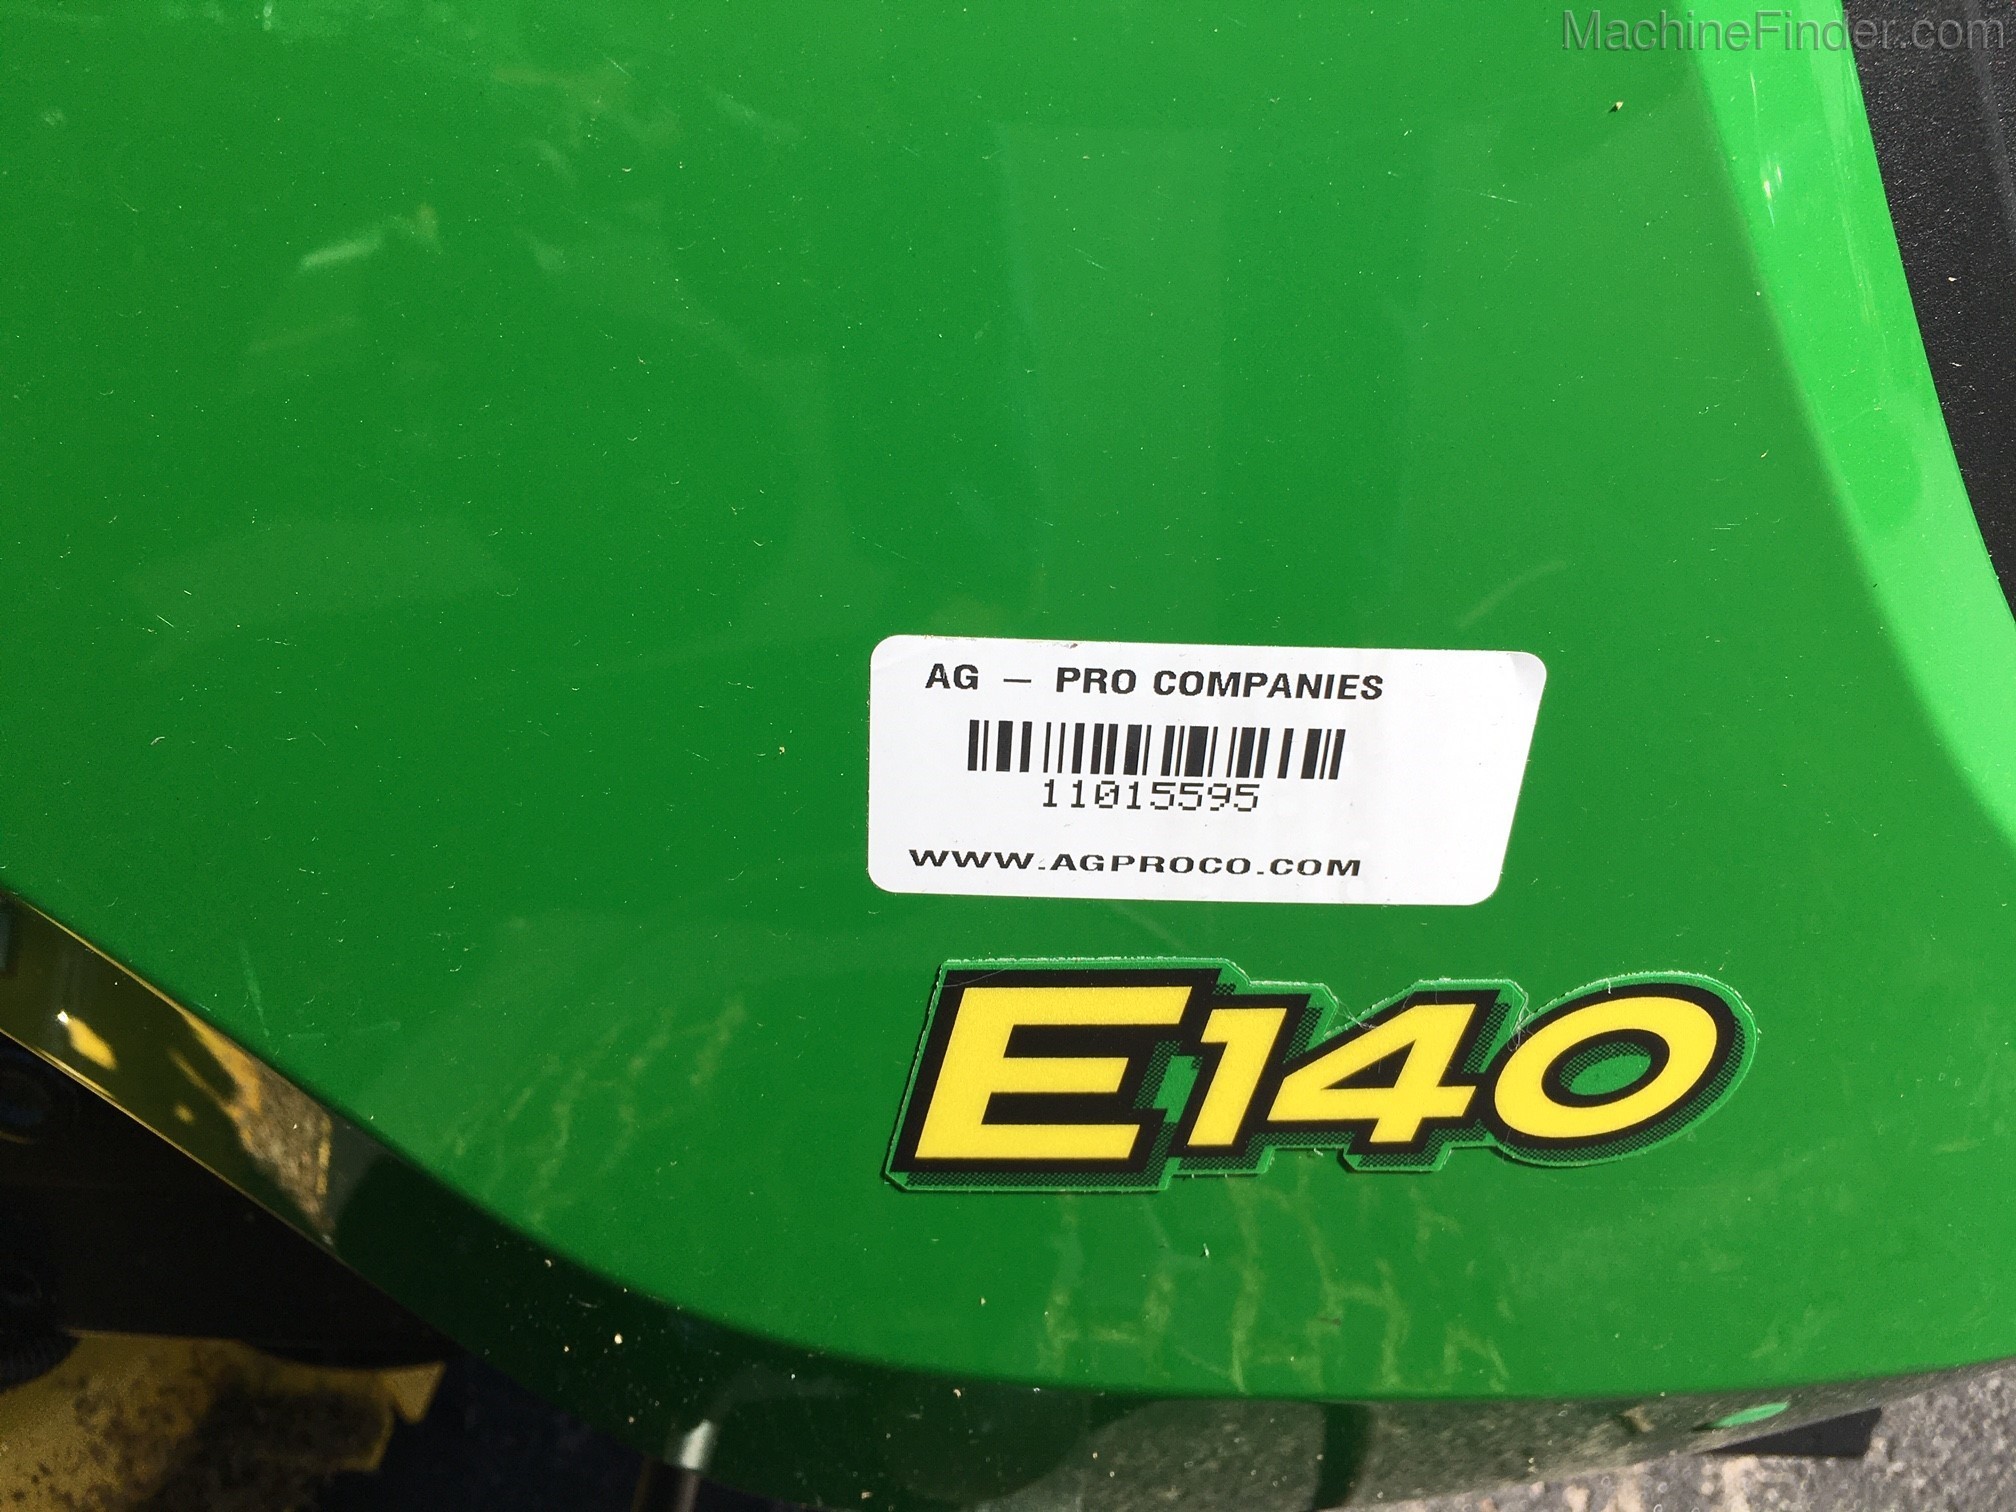 MachineFinder.com
AG – PRO COMPANIES
11015595
WWW.AGPROCO.COM
E140